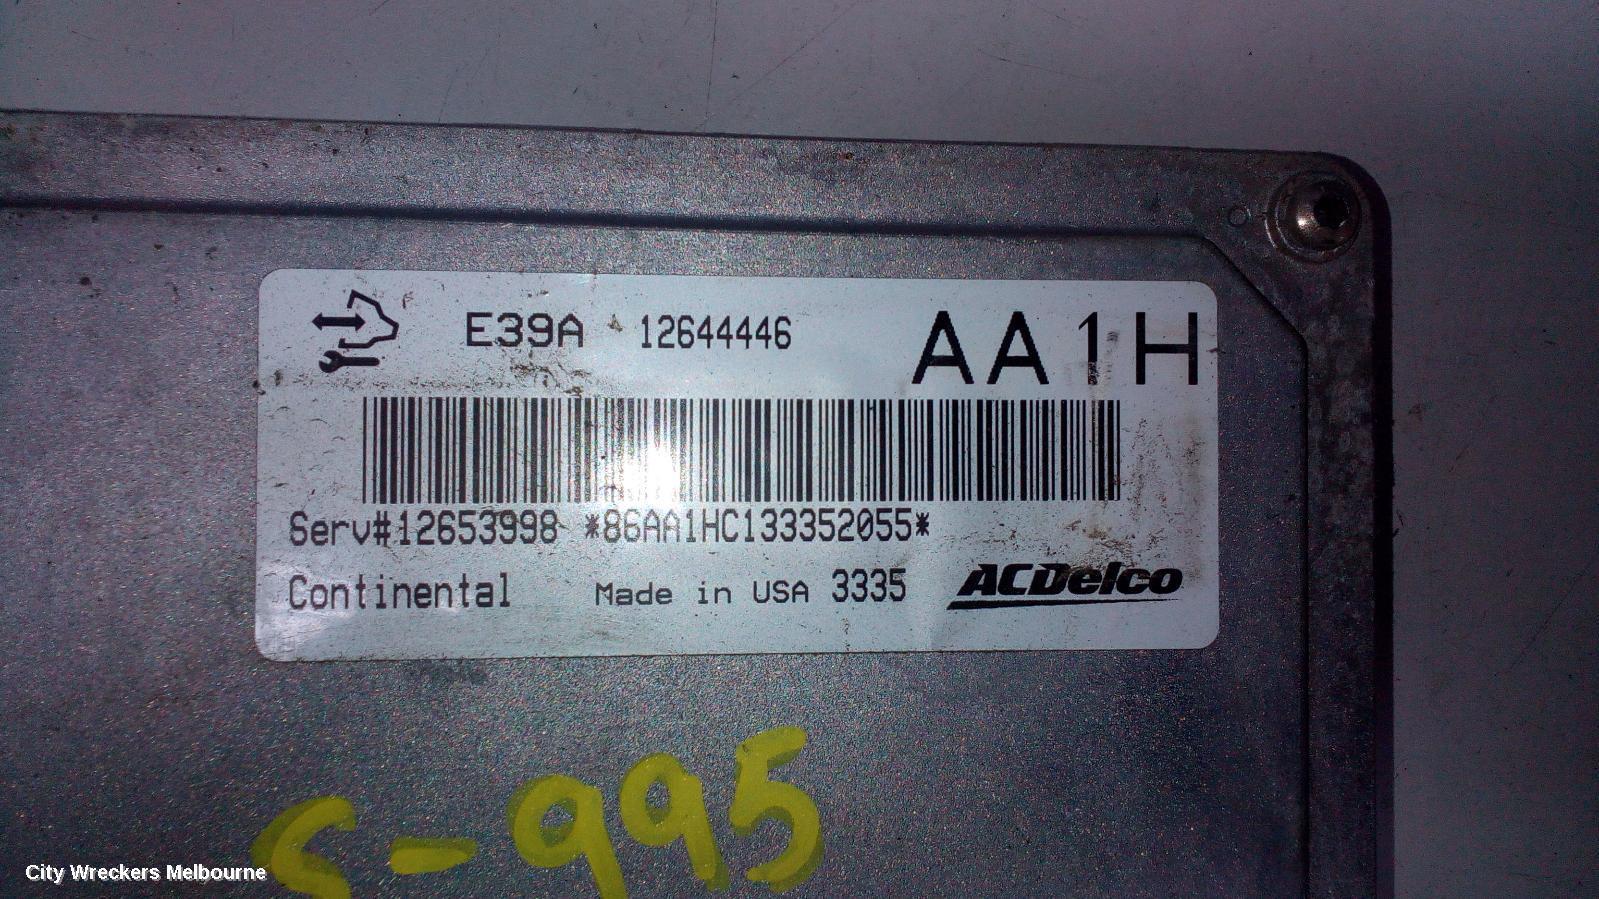 E39A 12644446 AA1H
Serv#12653998 *86AA1HC133352055*
Continental Made in USA 3335 ACDelco
S-995
City Wreckers Melbourne